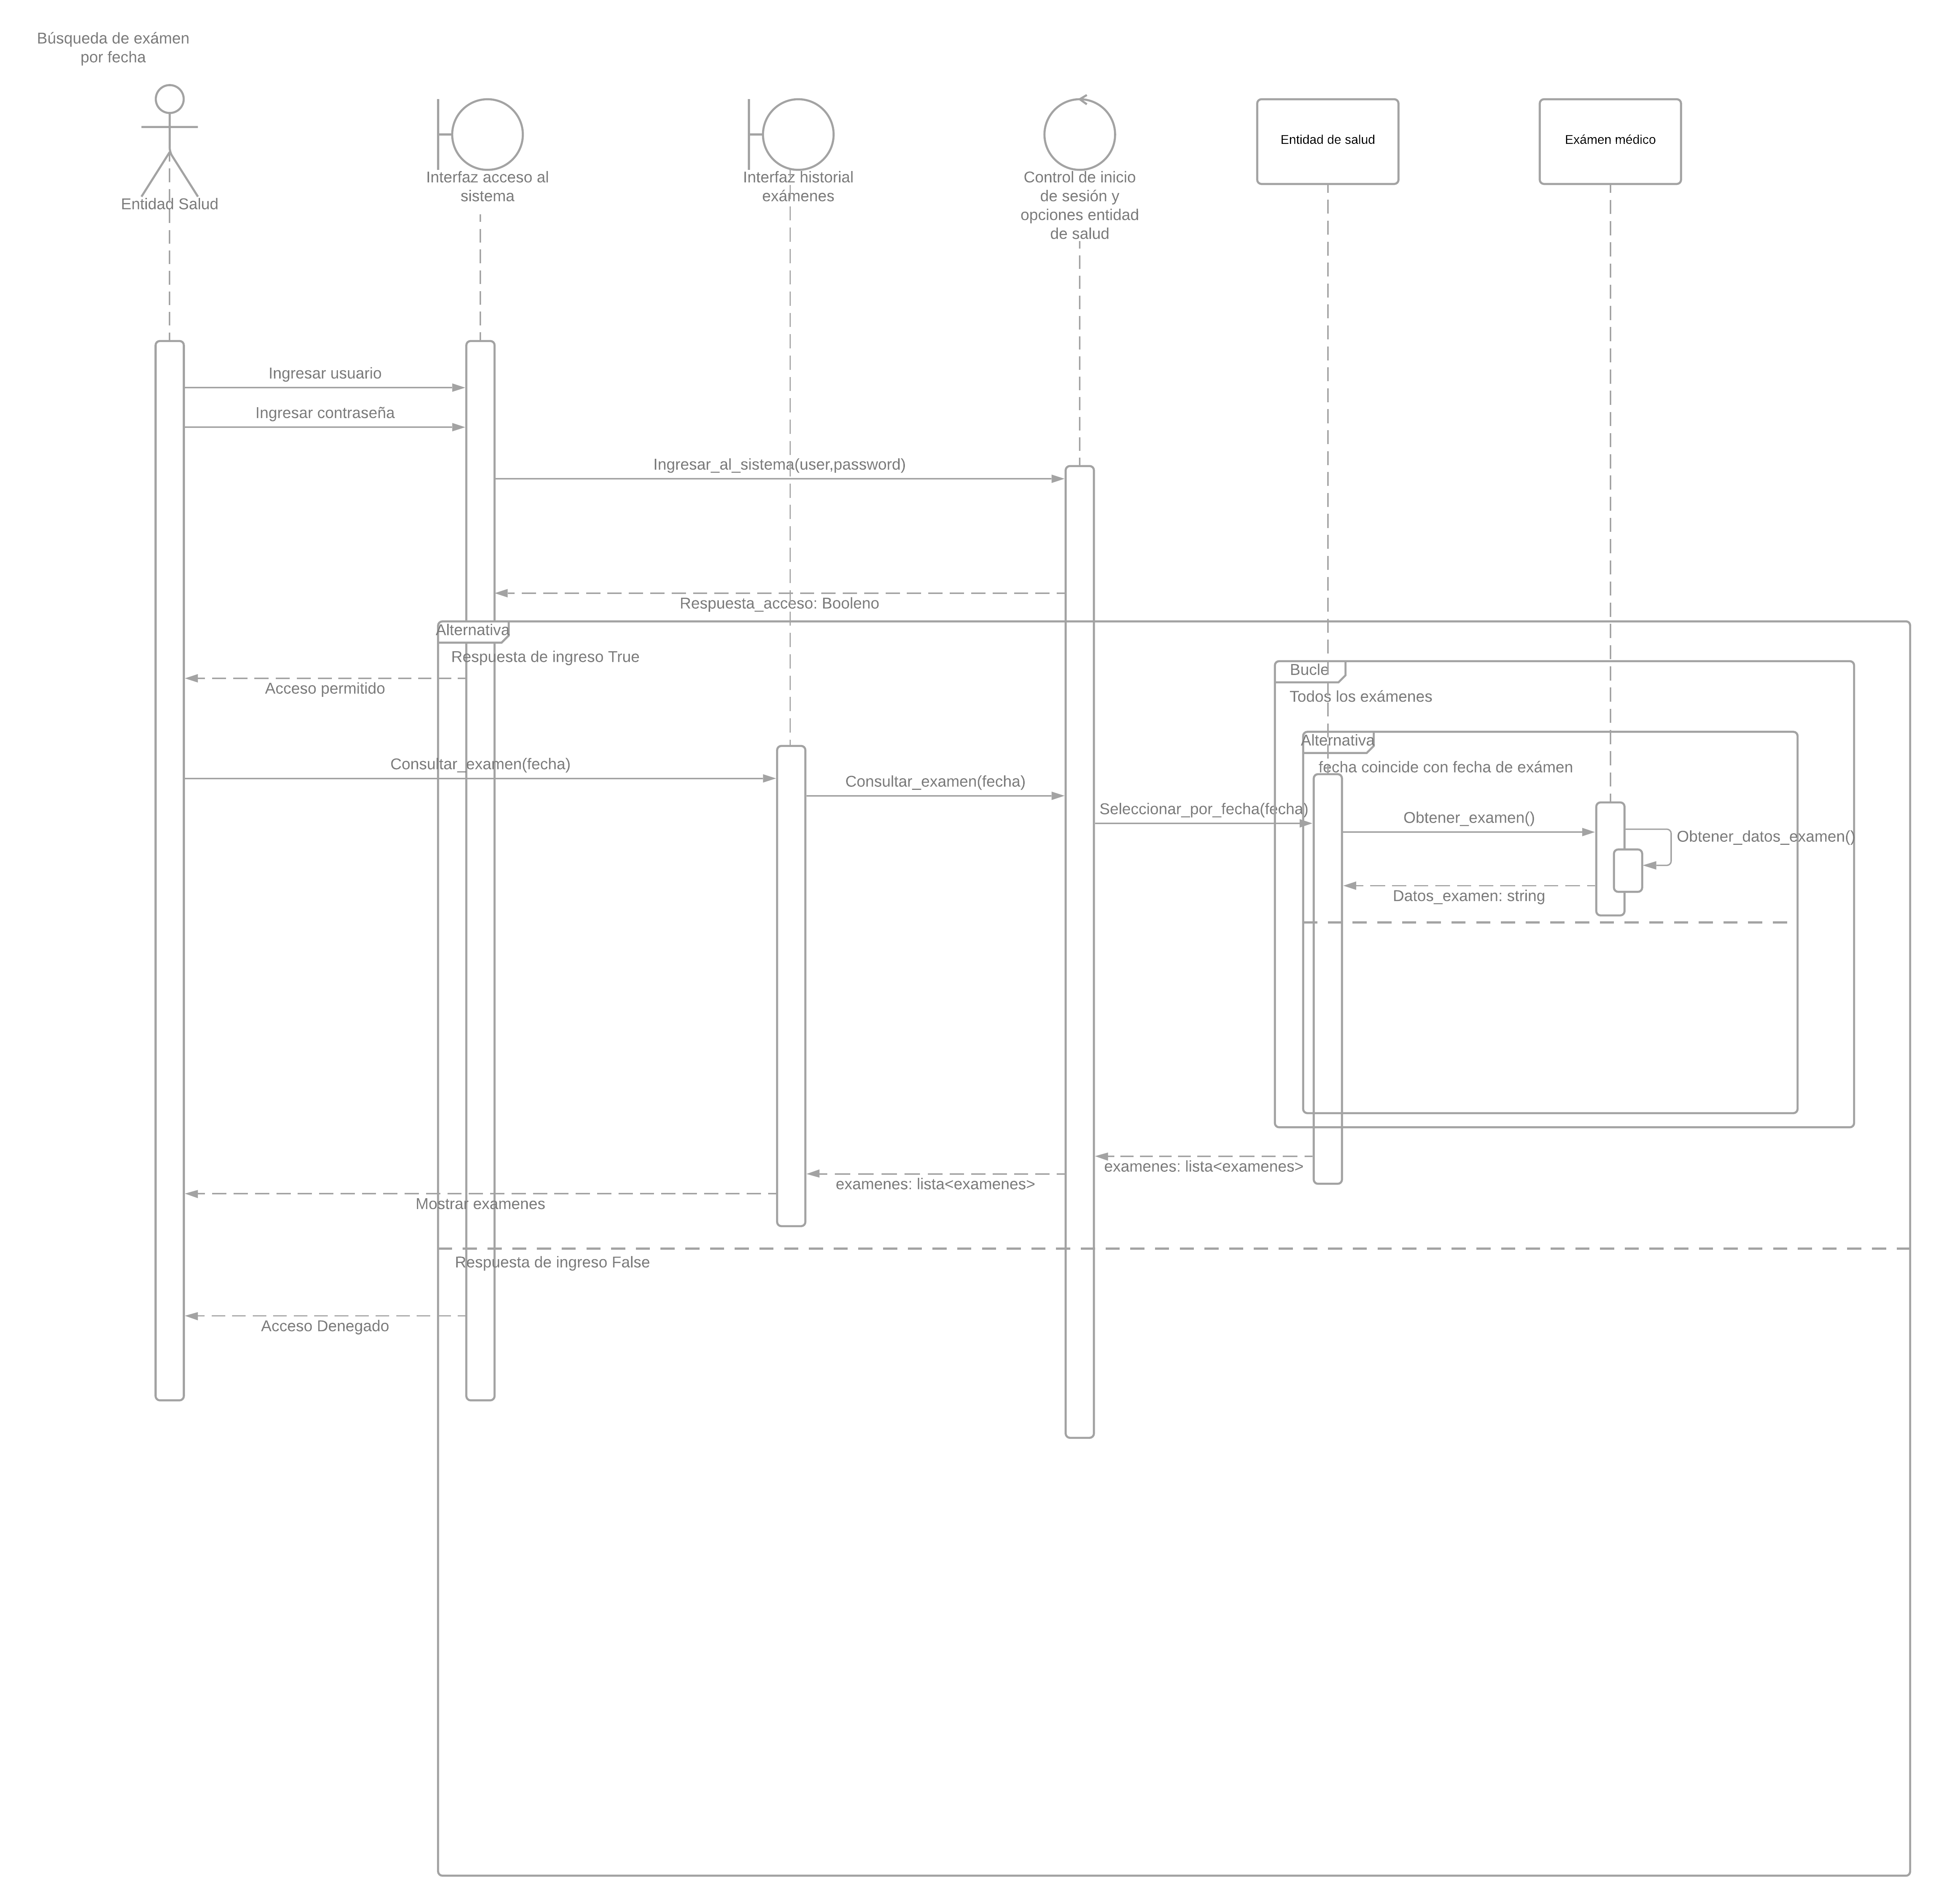 Búsqueda de exámen
por fecha
Entidad Salud
Interfaz acceso al
sistema
Interfaz historial
exámenes
Control de inicio
de sesión y
opciones entidad
de salud
Entidad de salud
Exámen médico
Ingresar usuario
Ingresar contraseña
Ingresar_al_sistema(user,password)
Respuesta_acceso: Booleno
Alternativa
Respuesta de ingreso True
Acceso permitido
Bucle
Todos los exámenes
Alternativa
fecha coincide con fecha de exámen
Consultar_examen(fecha)
Consultar_examen(fecha)
Seleccionar_por_fecha(fecha)
Obtener_examen()
Obtener_datos_examen()
Datos_examen: string
examenes: lista<examenes>
examenes: lista<examenes>
Mostrar examenes
Respuesta de ingreso False
Acceso Denegado